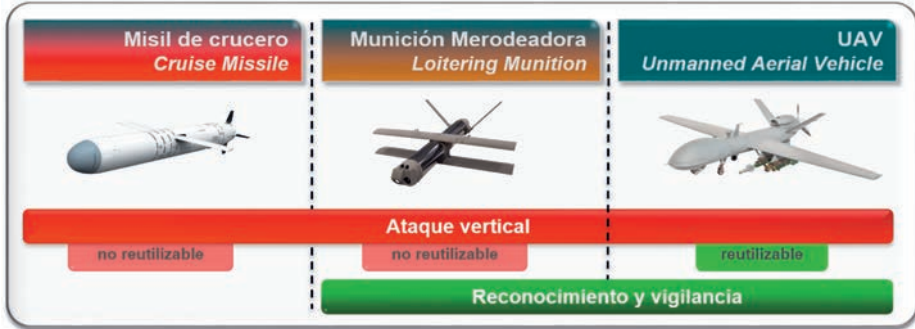 Misil de crucero
Cruise Missile
Munición Merodeadora
Loitering Munition
UAV
Unmanned Aerial Vehicle
Ataque vertical
no reutilizable
no reutilizable
reutilizable
Reconocimiento y vigilancia